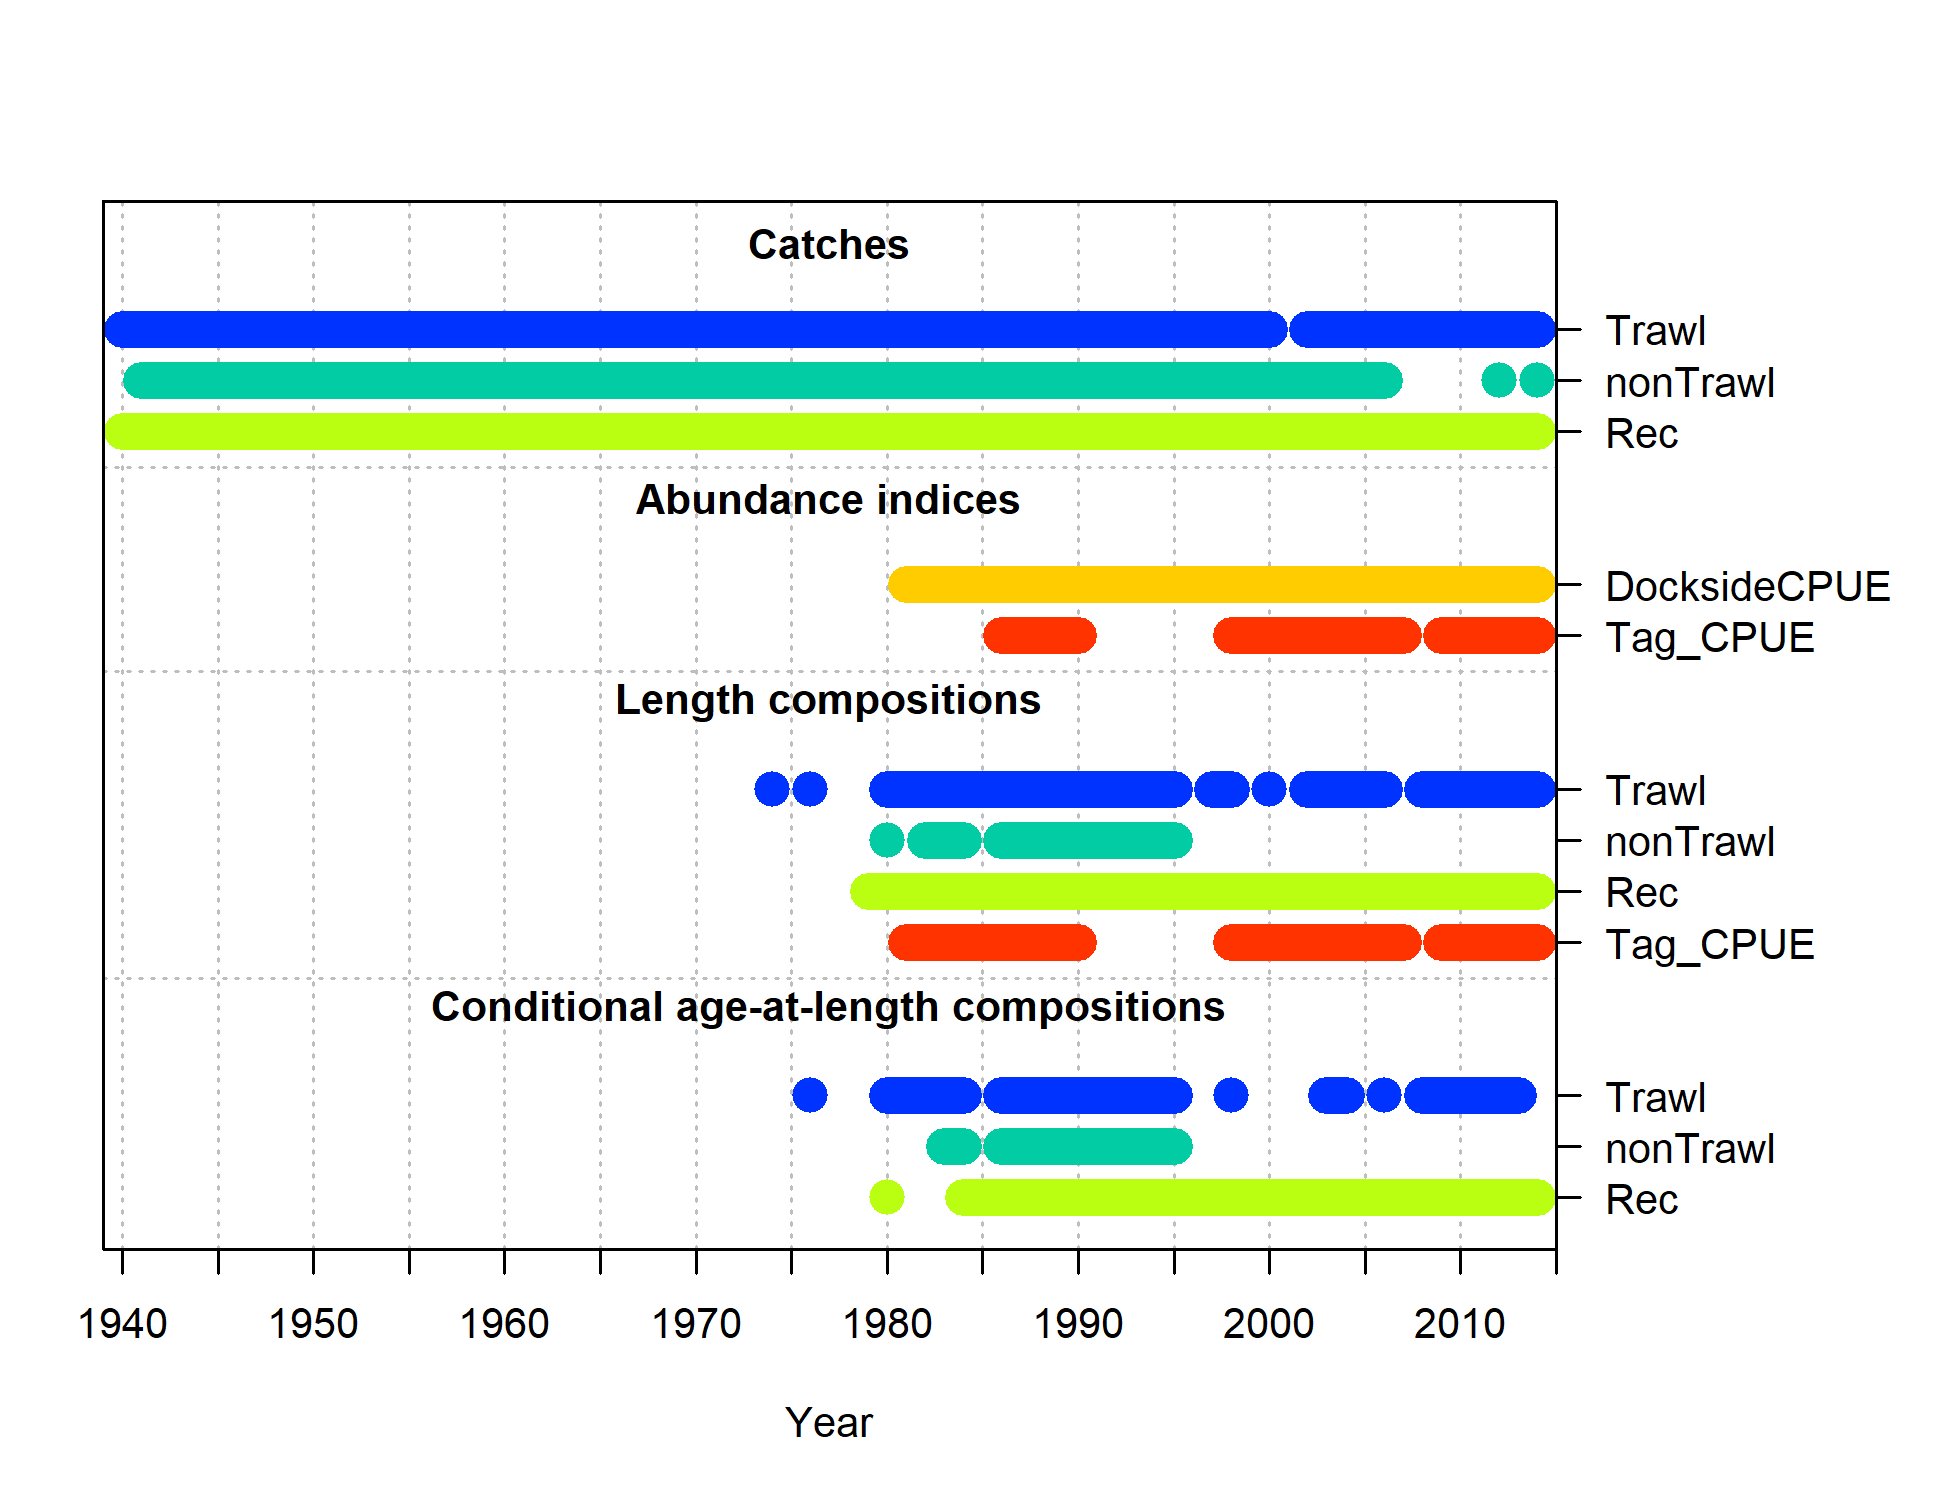 Catches
Trawl
nonTrawl
Rec
Abundance indices
DocksideCPUE
Tag_CPUE
Length compositions
Trawl
nonTrawl
Rec
Tag_CPUE
Conditional age-at-length compositions
Trawl
nonTrawl
Rec
1940 1950 1960 1970 1980 1990 2000 2010
Year